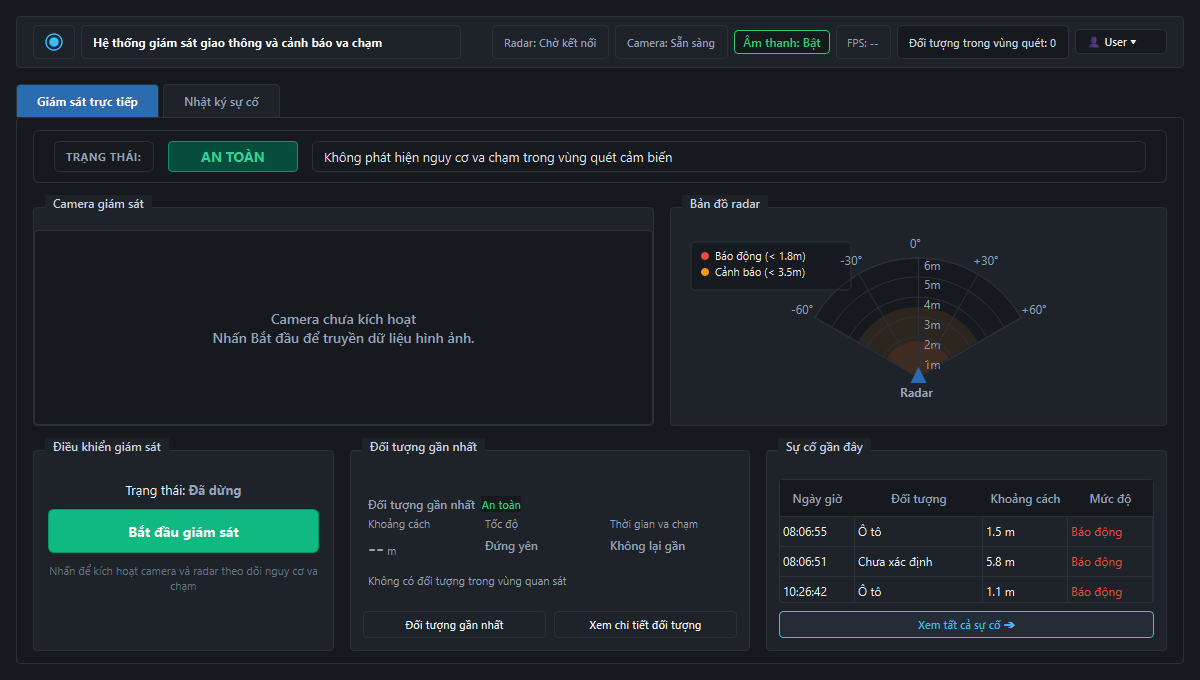 Hệ thống giám sát giao thông và cảnh báo va chạm
Radar: Chờ kết nối
Camera: Sẵn sàng
Âm thanh: Bật
FPS: --
Đối tượng trong vùng quét: 0
User ▾
Giám sát trực tiếp
Nhật ký sự cố
TRẠNG THÁI:
AN TOÀN
Không phát hiện nguy cơ va chạm trong vùng quét cảm biến
Camera giám sát
Camera chưa kích hoạt
Nhấn Bắt đầu để truyền dữ liệu hình ảnh.
Bản đồ radar
Báo động (< 1.8m)
Cảnh báo (< 3.5m)
-60°
-30°
0°
+30°
+60°
6m
5m
4m
3m
2m
1m
Radar
Điều khiển giám sát
Trạng thái: Đã dừng
Bắt đầu giám sát
Nhấn để kích hoạt camera và radar theo dõi nguy cơ va
chạm
Đối tượng gần nhất
Đối tượng gần nhất An toàn
Khoảng cách Tốc độ Thời gian va chạm
-- m Đứng yên Không lại gần
Không có đối tượng trong vùng quan sát
Đối tượng gần nhất
Xem chi tiết đối tượng
Sự cố gần đây
Ngày giờ Đối tượng Khoảng cách Mức độ
08:06:55 Ô tô 1.5 m Báo động
08:06:51 Chưa xác định 5.8 m Báo động
10:26:42 Ô tô 1.1 m Báo động
Xem tất cả sự cố ➔